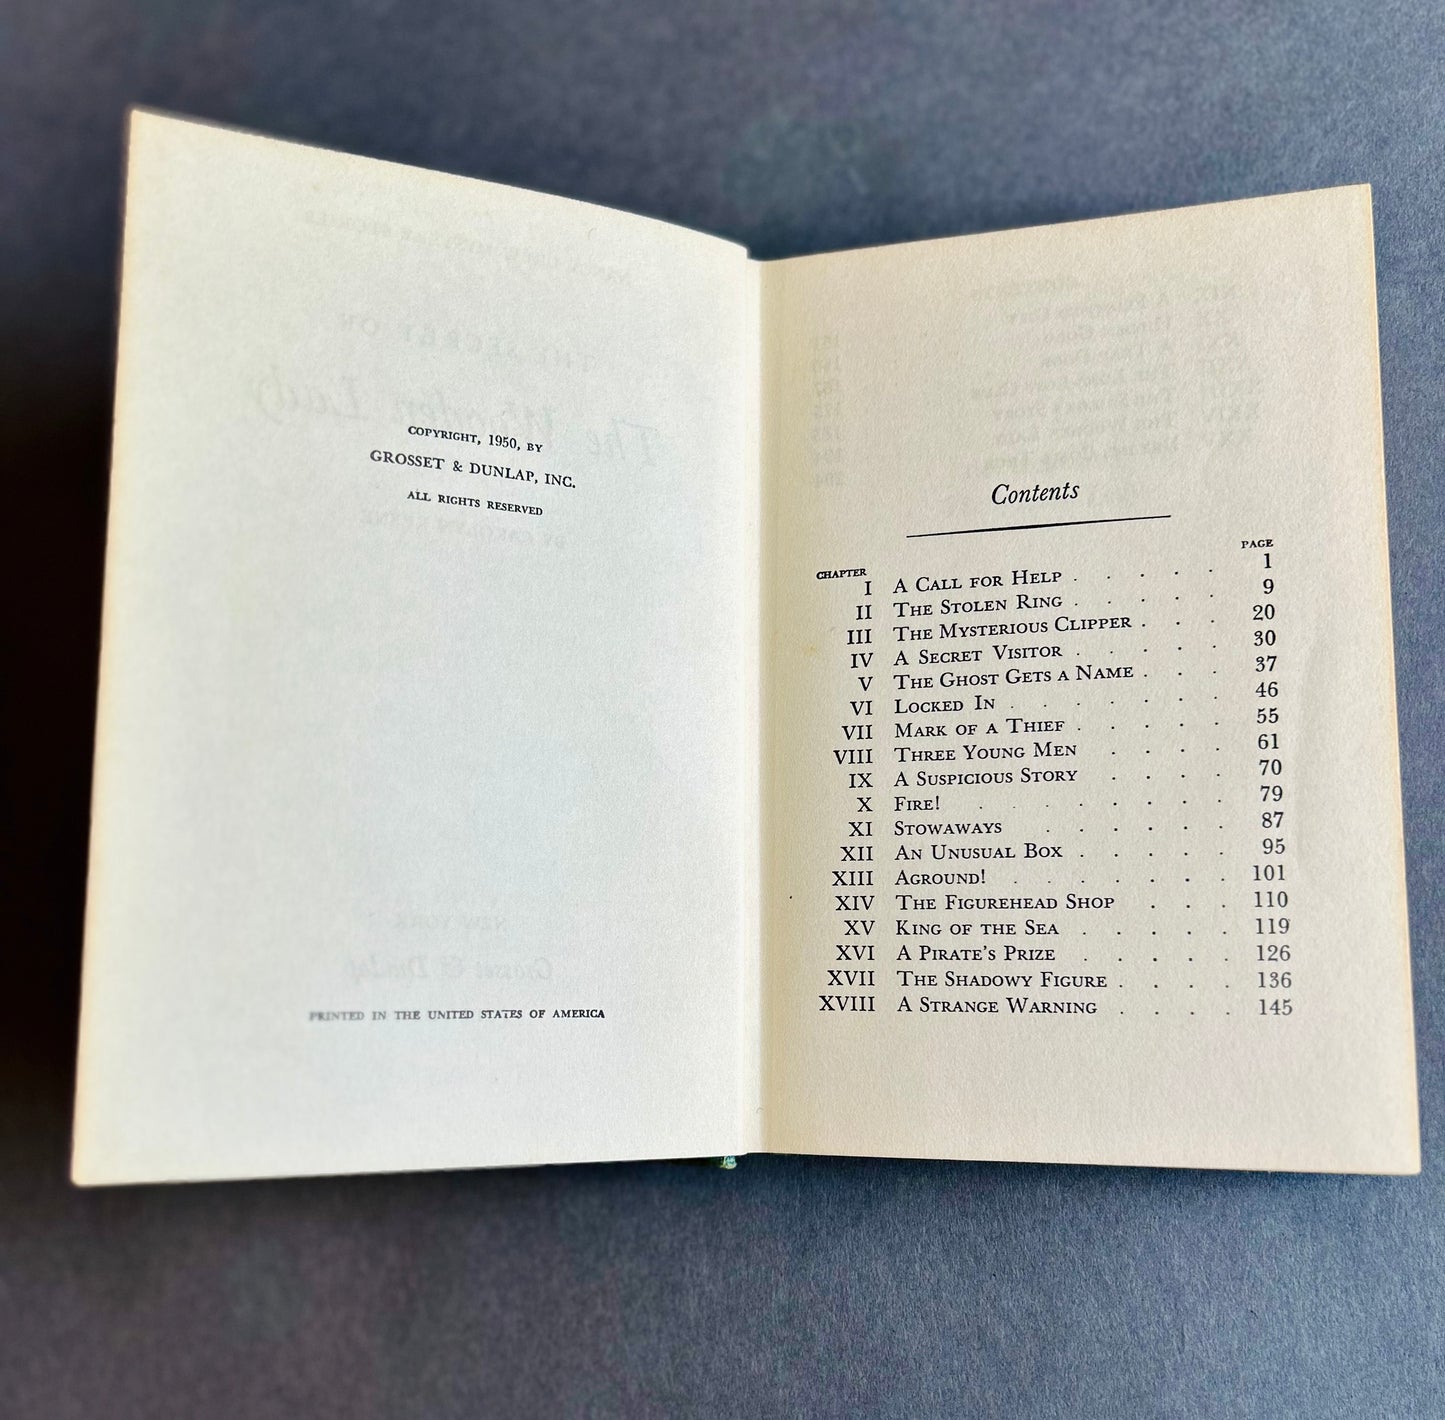 COPYRIGHT, 1950, BY
GROSSET & DUNLAP, INC.
ALL RIGHTS RESERVED
PRINTED IN THE UNITED STATES OF AMERICA
Contents
CHAPTER PAGE
I A CALL FOR HELP . . . . . 1
II THE STOLEN RING . . . . . 9
III THE MYSTERIOUS CLIPPER . . . 20
IV A SECRET VISITOR . . . . . 30
V THE GHOST GETS A NAME . . . 37
VI LOCKED IN . . . . . . . 46
VII MARK OF A THIEF . . . . . 55
VIII THREE YOUNG MEN . . . . 61
IX A SUSPICIOUS STORY . . . . 70
X FIRE! . . . . . . . . 79
XI STOWAWAYS . . . . . . 87
XII AN UNUSUAL BOX . . . . . 95
XIII AGROUND! . . . . . . . 101
XIV THE FIGUREHEAD SHOP . . . 110
XV KING OF THE SEA . . . . . 119
XVI A PIRATE'S PRIZE . . . . . 126
XVII THE SHADOWY FIGURE . . . . 136
XVIII A STRANGE WARNING . . . . 145